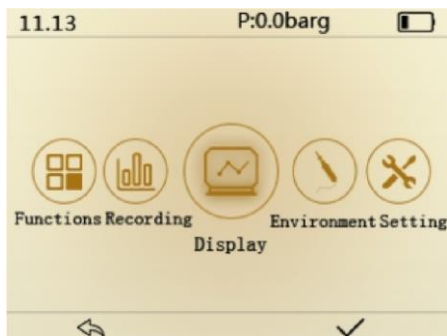 11.13 P:0.0barg
Functions Recording Environment Setting
Display